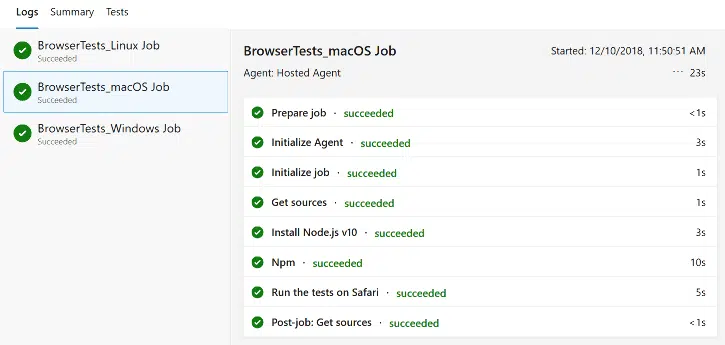 Logs Summary Tests
BrowserTests_Linux Job
Succeeded
BrowserTests_macOS Job
Succeeded
BrowserTests_Windows Job
Succeeded
BrowserTests_macOS Job Started: 12/10/2018, 11:50:51 AM
Agent: Hosted Agent ··· 23s
Prepare job · succeeded <1s
Initialize Agent · succeeded 3s
Initialize job · succeeded 1s
Get sources · succeeded 1s
Install Node.js v10 · succeeded 3s
Npm · succeeded 10s
Run the tests on Safari · succeeded 5s
Post-job: Get sources · succeeded <1s